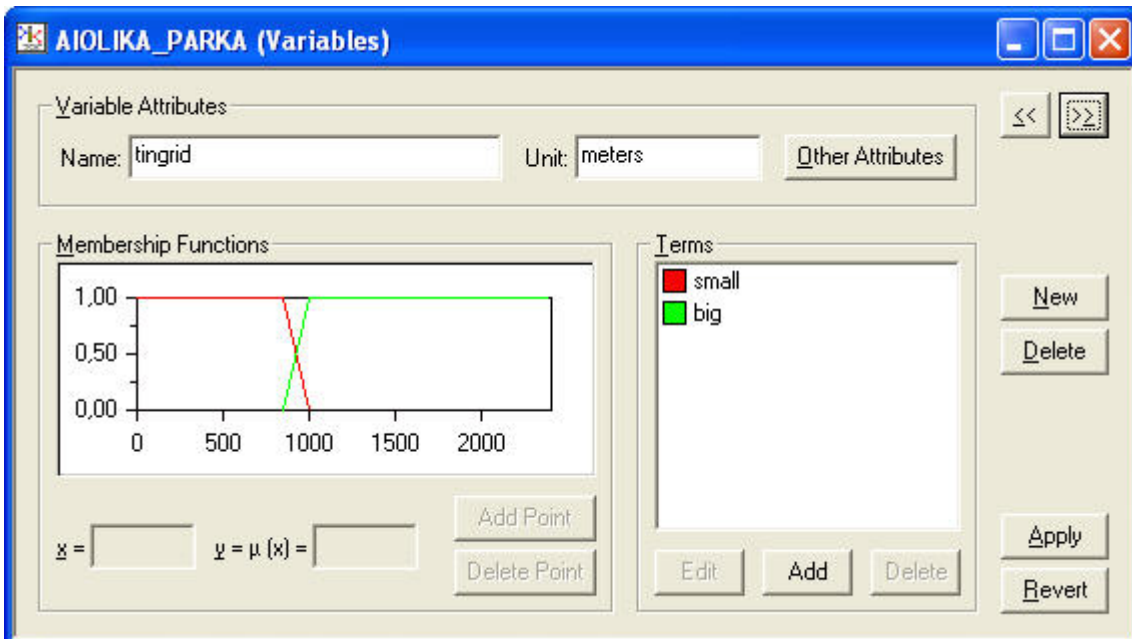 AIOLIKA_PARKA (Variables)
Variable Attributes
Name: tingrid
Unit: meters
Other Attributes
<<
>>
Membership Functions
1,00
0,50
0,00
0 500 1000 1500 2000
x =
y = μ (x) =
Add Point
Delete Point
Terms
small
big
Edit
Add
Delete
New
Delete
Apply
Revert